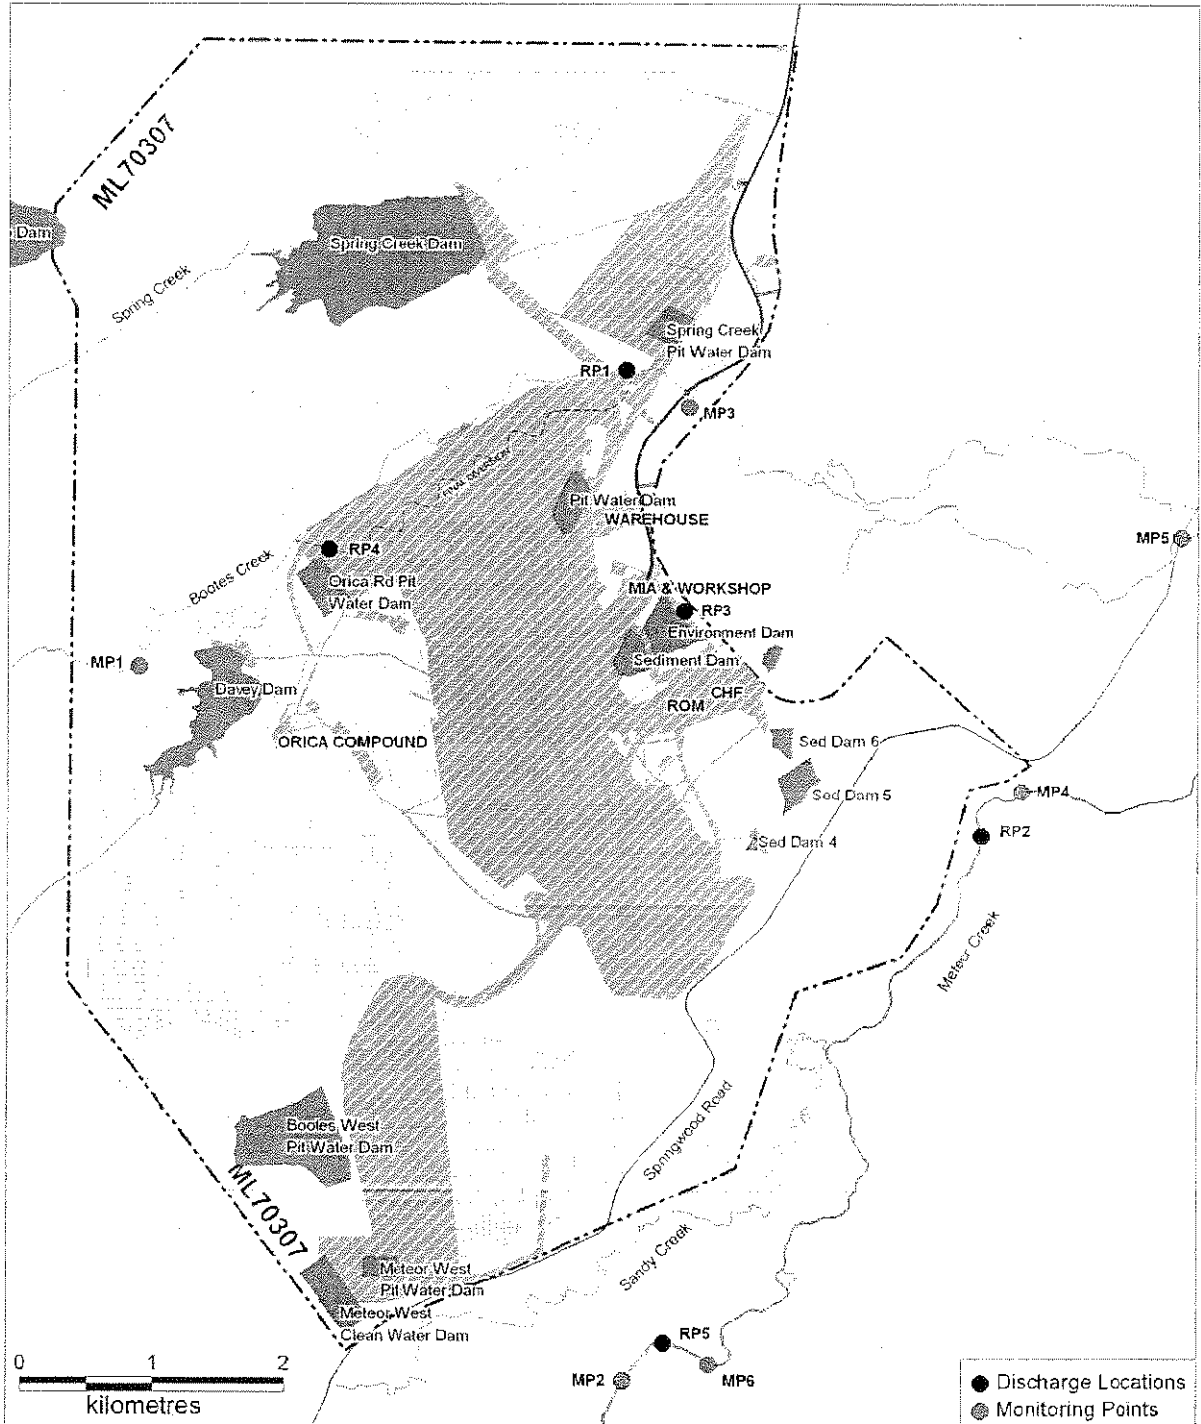 ML70307
Dam
Spring Creek Dam
Spring Creek
Spring Creek
Pit Water Dam
RP1
MP3
FINAL DIVERSION
Pit Water Dam
WAREHOUSE
MP5
RP4
Bootes Creek
Orica Rd Pit
Water Dam
MIA & WORKSHOP
RP3
Environment Dam
Sediment Dam
MP1
Davey Dam
CHF
ROM
ORICA COMPOUND
Sed Dam 6
Sed Dam 5
MP4
RP2
Sed Dam 4
Meteor Creek
Springwood Road
Bootes West
Pit Water Dam
ML70307
Sandy Creek
Meteor West
Pit Water Dam
Meteor West
Clean Water Dam
RP5
MP2
MP6
0 1 2
kilometres
Discharge Locations
Monitoring Points